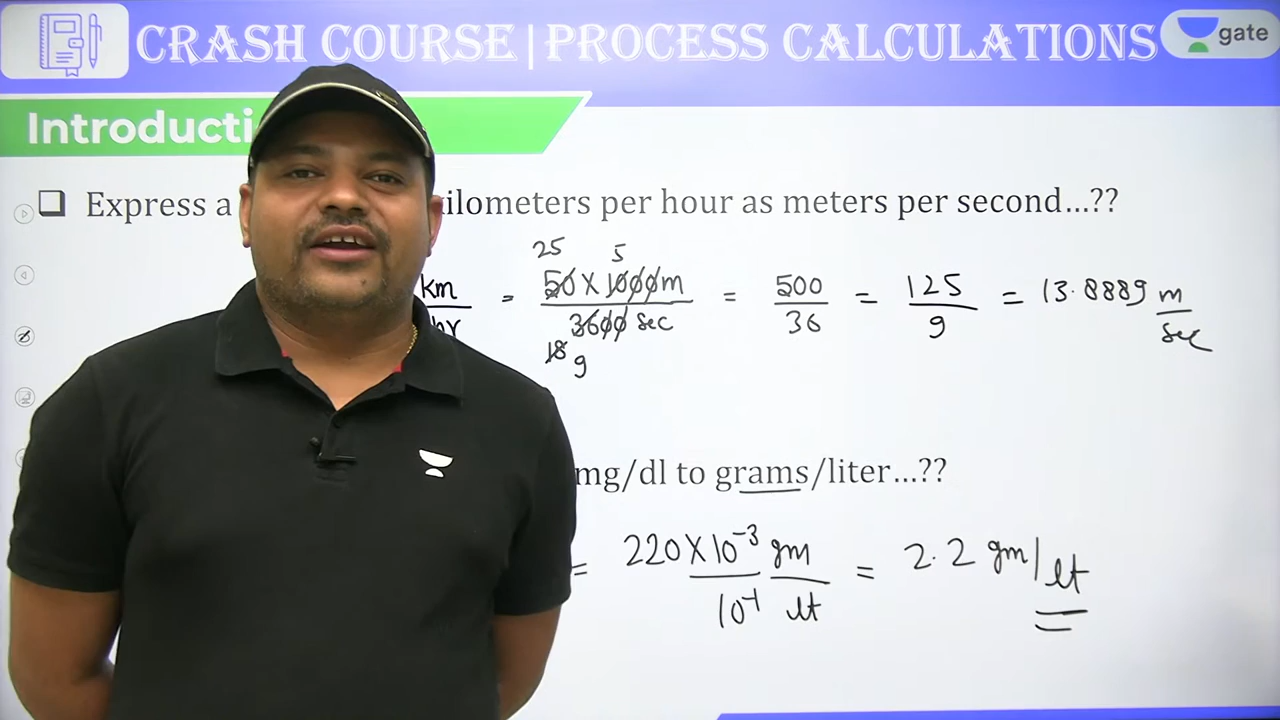 CRASH COURSE|PROCESS CALCULATIONS
gate
Introducti
Express a ilometers per hour as meters per second...??
25 5
km/hr = 50 X 1000m/3600 sec = 500/36 = 125/9 = 13.8889 m/sec
18 9
mg/dl to grams/liter...??
= 220X10⁻³ gm/10⁻¹ lt = 2.2 gm/lt